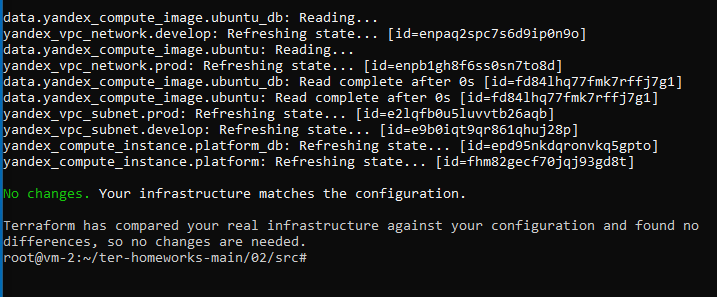 data.yandex_compute_image.ubuntu_db: Reading...
yandex_vpc_network.develop: Refreshing state... [id=enpaq2spc7s6d9ip0n9o]
data.yandex_compute_image.ubuntu: Reading...
yandex_vpc_network.prod: Refreshing state... [id=enpb1gh8f6ss0sn7to8d]
data.yandex_compute_image.ubuntu_db: Read complete after 0s [id=fd84lhq77fmk7rffj7g1]
data.yandex_compute_image.ubuntu: Read complete after 0s [id=fd84lhq77fmk7rffj7g1]
yandex_vpc_subnet.prod: Refreshing state... [id=e2lqfb0u5luvvtb26aqb]
yandex_vpc_subnet.develop: Refreshing state... [id=e9b0iqt9qr861qhuj28p]
yandex_compute_instance.platform_db: Refreshing state... [id=epd95nkdqronvkq5gpto]
yandex_compute_instance.platform: Refreshing state... [id=fhm82gecf70jqj93gd8t]
No changes. Your infrastructure matches the configuration.
Terraform has compared your real infrastructure against your configuration and found no
differences, so no changes are needed.
root@vm-2:~/ter-homeworks-main/02/src#